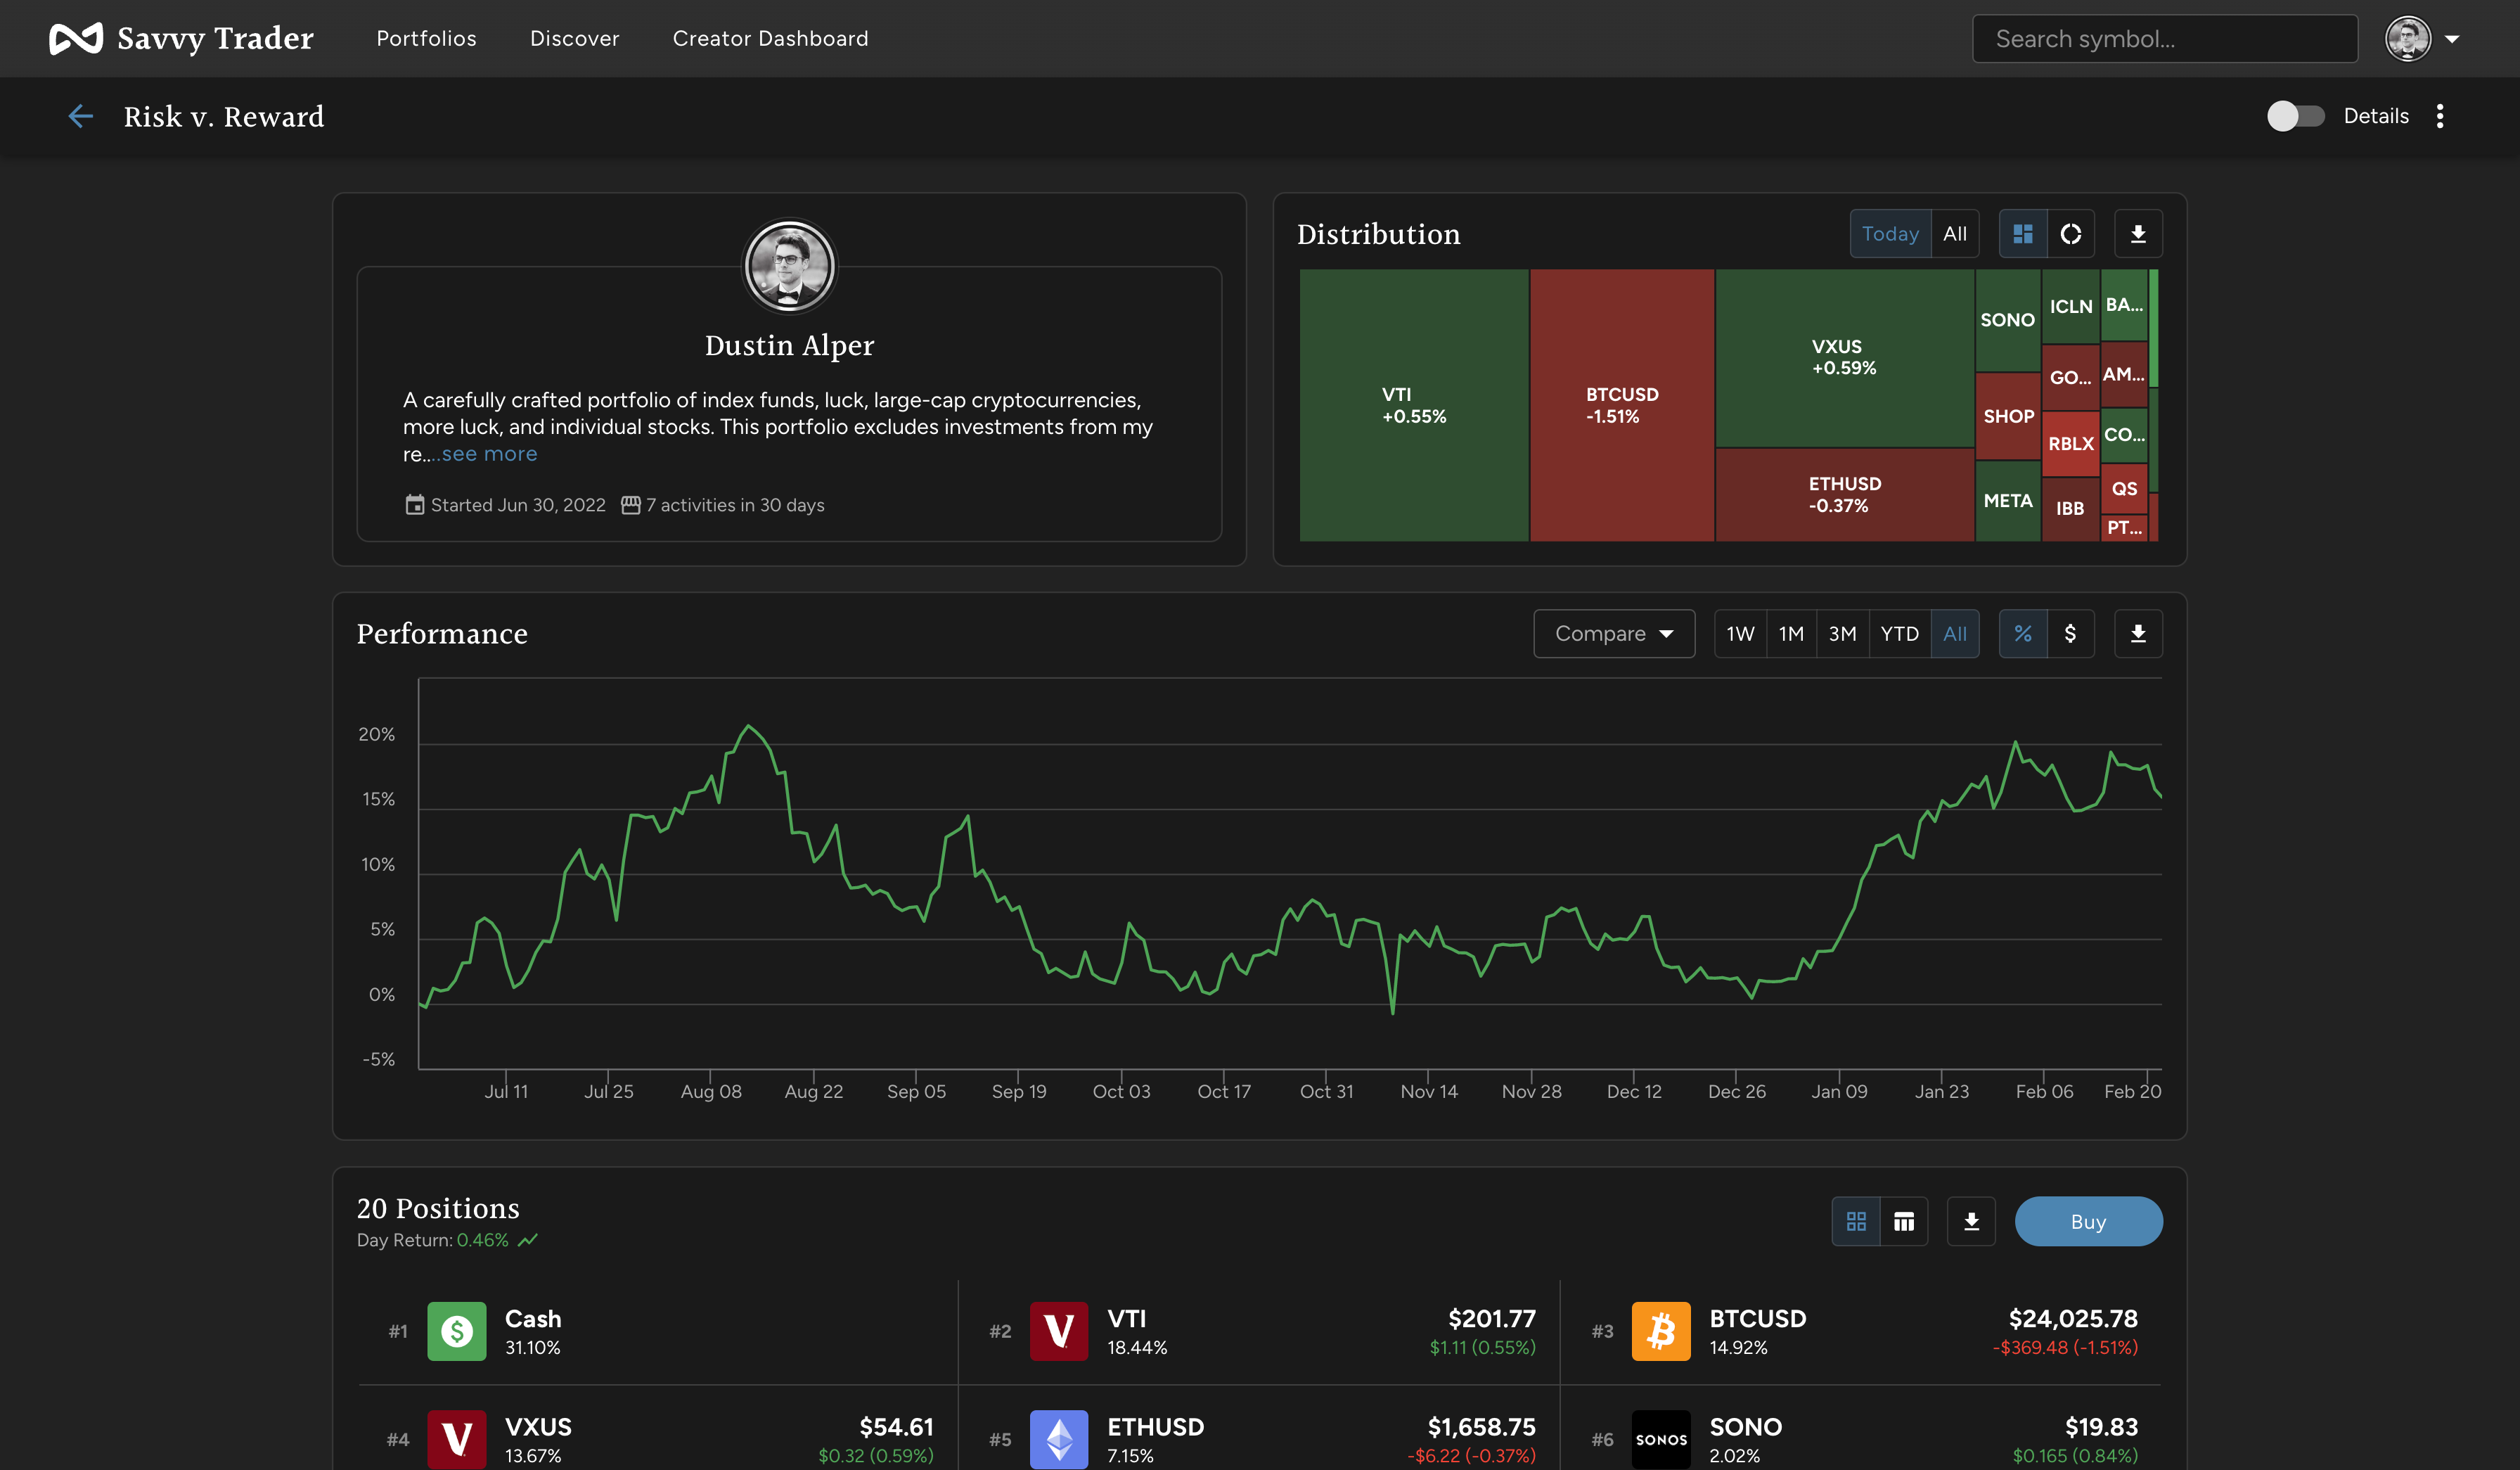 Savvy Trader
Portfolios
Discover
Creator Dashboard
Search symbol...
Risk v. Reward
Details
Dustin Alper
A carefully crafted portfolio of index funds, luck, large-cap cryptocurrencies,
more luck, and individual stocks. This portfolio excludes investments from my
re....see more
Started Jun 30, 2022
7 activities in 30 days
Distribution
Today
All
VTI
+0.55%
BTCUSD
-1.51%
VXUS
+0.59%
ETHUSD
-0.37%
SONO
SHOP
META
ICLN
GO...
RBLX
IBB
BA...
AM...
CO...
QS
PT...
Performance
Compare
1W
1M
3M
YTD
All
%
$
20%
15%
10%
5%
0%
-5%
Jul 11
Jul 25
Aug 08
Aug 22
Sep 05
Sep 19
Oct 03
Oct 17
Oct 31
Nov 14
Nov 28
Dec 12
Dec 26
Jan 09
Jan 23
Feb 06
Feb 20
20 Positions
Day Return: 0.46%
Buy
#1
Cash
31.10%
#2
VTI
18.44%
$201.77
$1.11 (0.55%)
#3
BTCUSD
14.92%
$24,025.78
-$369.48 (-1.51%)
#4
VXUS
13.67%
$54.61
$0.32 (0.59%)
#5
ETHUSD
7.15%
$1,658.75
-$6.22 (-0.37%)
#6
SONOS
SONO
2.02%
$19.83
$0.165 (0.84%)